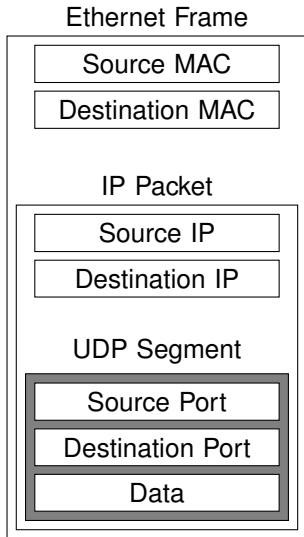 Ethernet Frame
Source MAC
Destination MAC
IP Packet
Source IP
Destination IP
UDP Segment
Source Port
Destination Port
Data